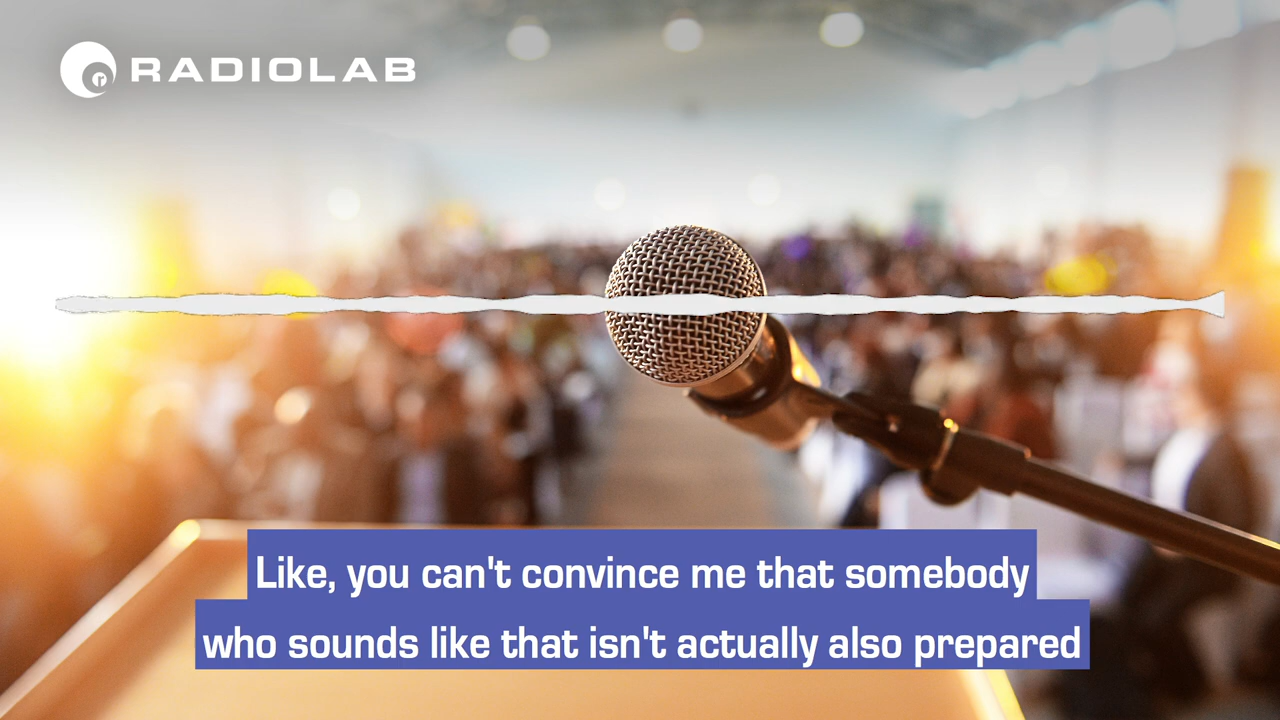 RADIOLAB
Like, you can't convince me that somebody
who sounds like that isn't actually also prepared